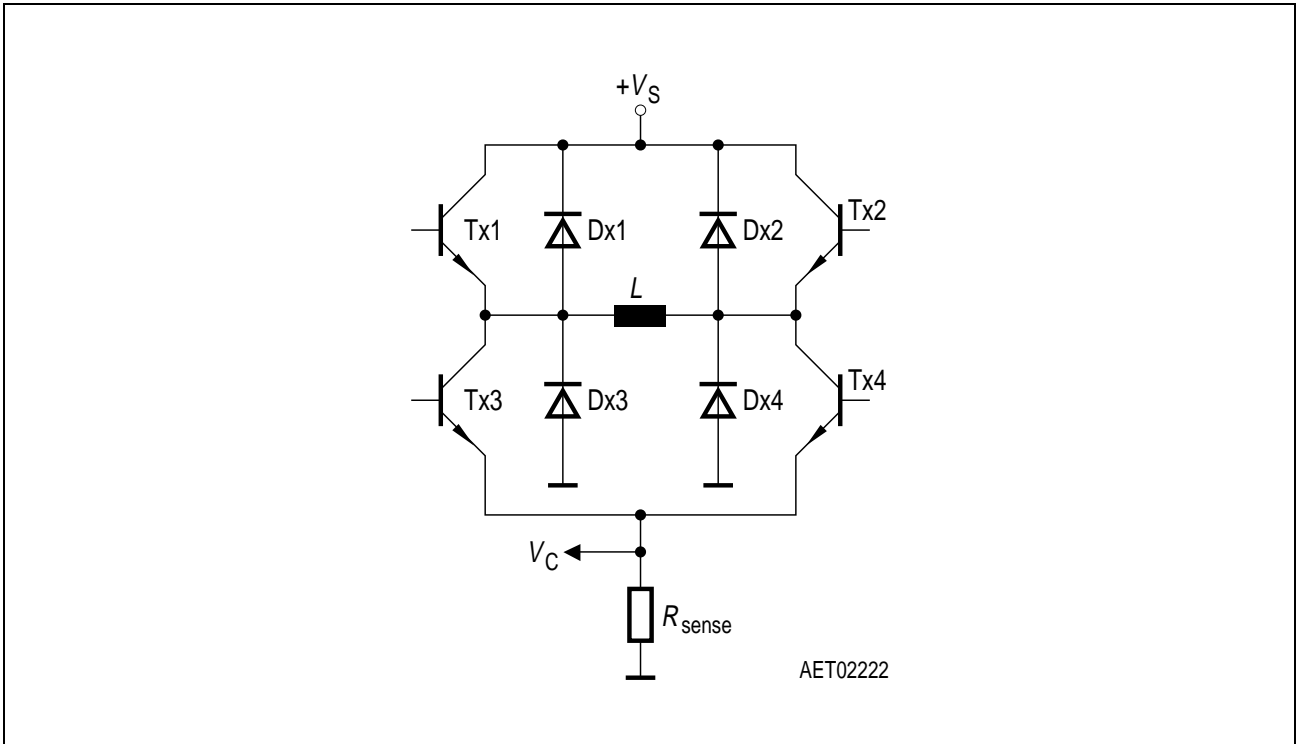 +VS
Tx1
Dx1
Dx2
Tx2
L
Tx3
Dx3
Dx4
Tx4
VC
Rsense
AET02222